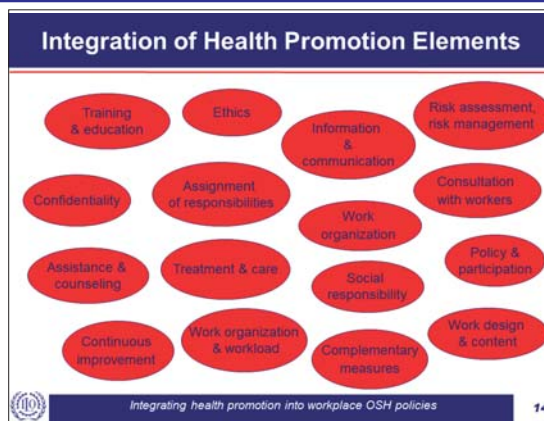 Integration of Health Promotion Elements
Training
& education
Ethics
Information
&
communication
Risk assessment,
risk management
Confidentiality
Assignment
of responsibilities
Work
organization
Consultation
with workers
Assistance &
counseling
Treatment & care
Social
responsibility
Policy &
participation
Continuous
improvement
Work organization
& workload
Complementary
measures
Work design
& content
Integrating health promotion into workplace OSH policies
14